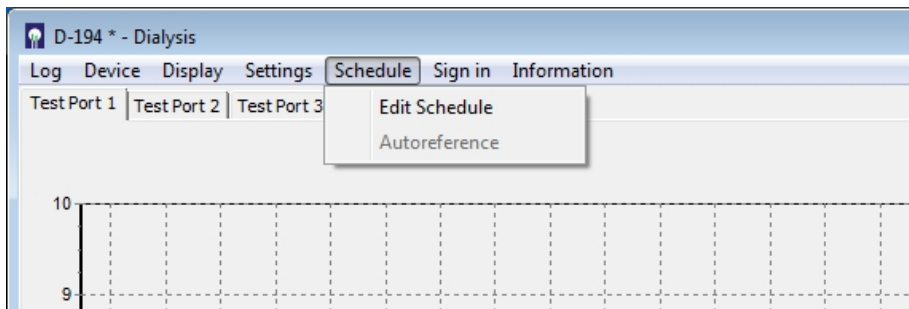 D-194 * - Dialysis
Log Device Display Settings Schedule Sign in Information
Test Port 1 Test Port 2 Test Port 3
Edit Schedule
Autoreference
10
9